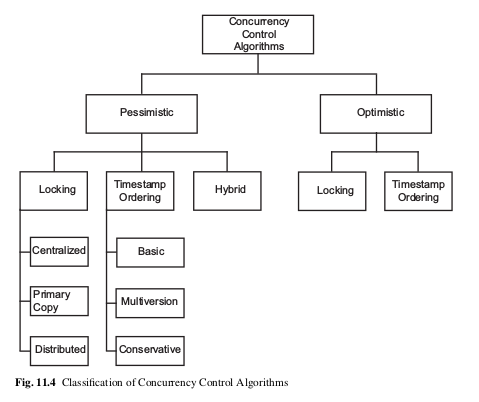 Concurrency
Control
Algorithms
Pessimistic
Optimistic
Locking
Timestamp
Ordering
Hybrid
Locking
Timestamp
Ordering
Centralized
Basic
Primary
Copy
Multiversion
Distributed
Conservative
Fig. 11.4 Classification of Concurrency Control Algorithms